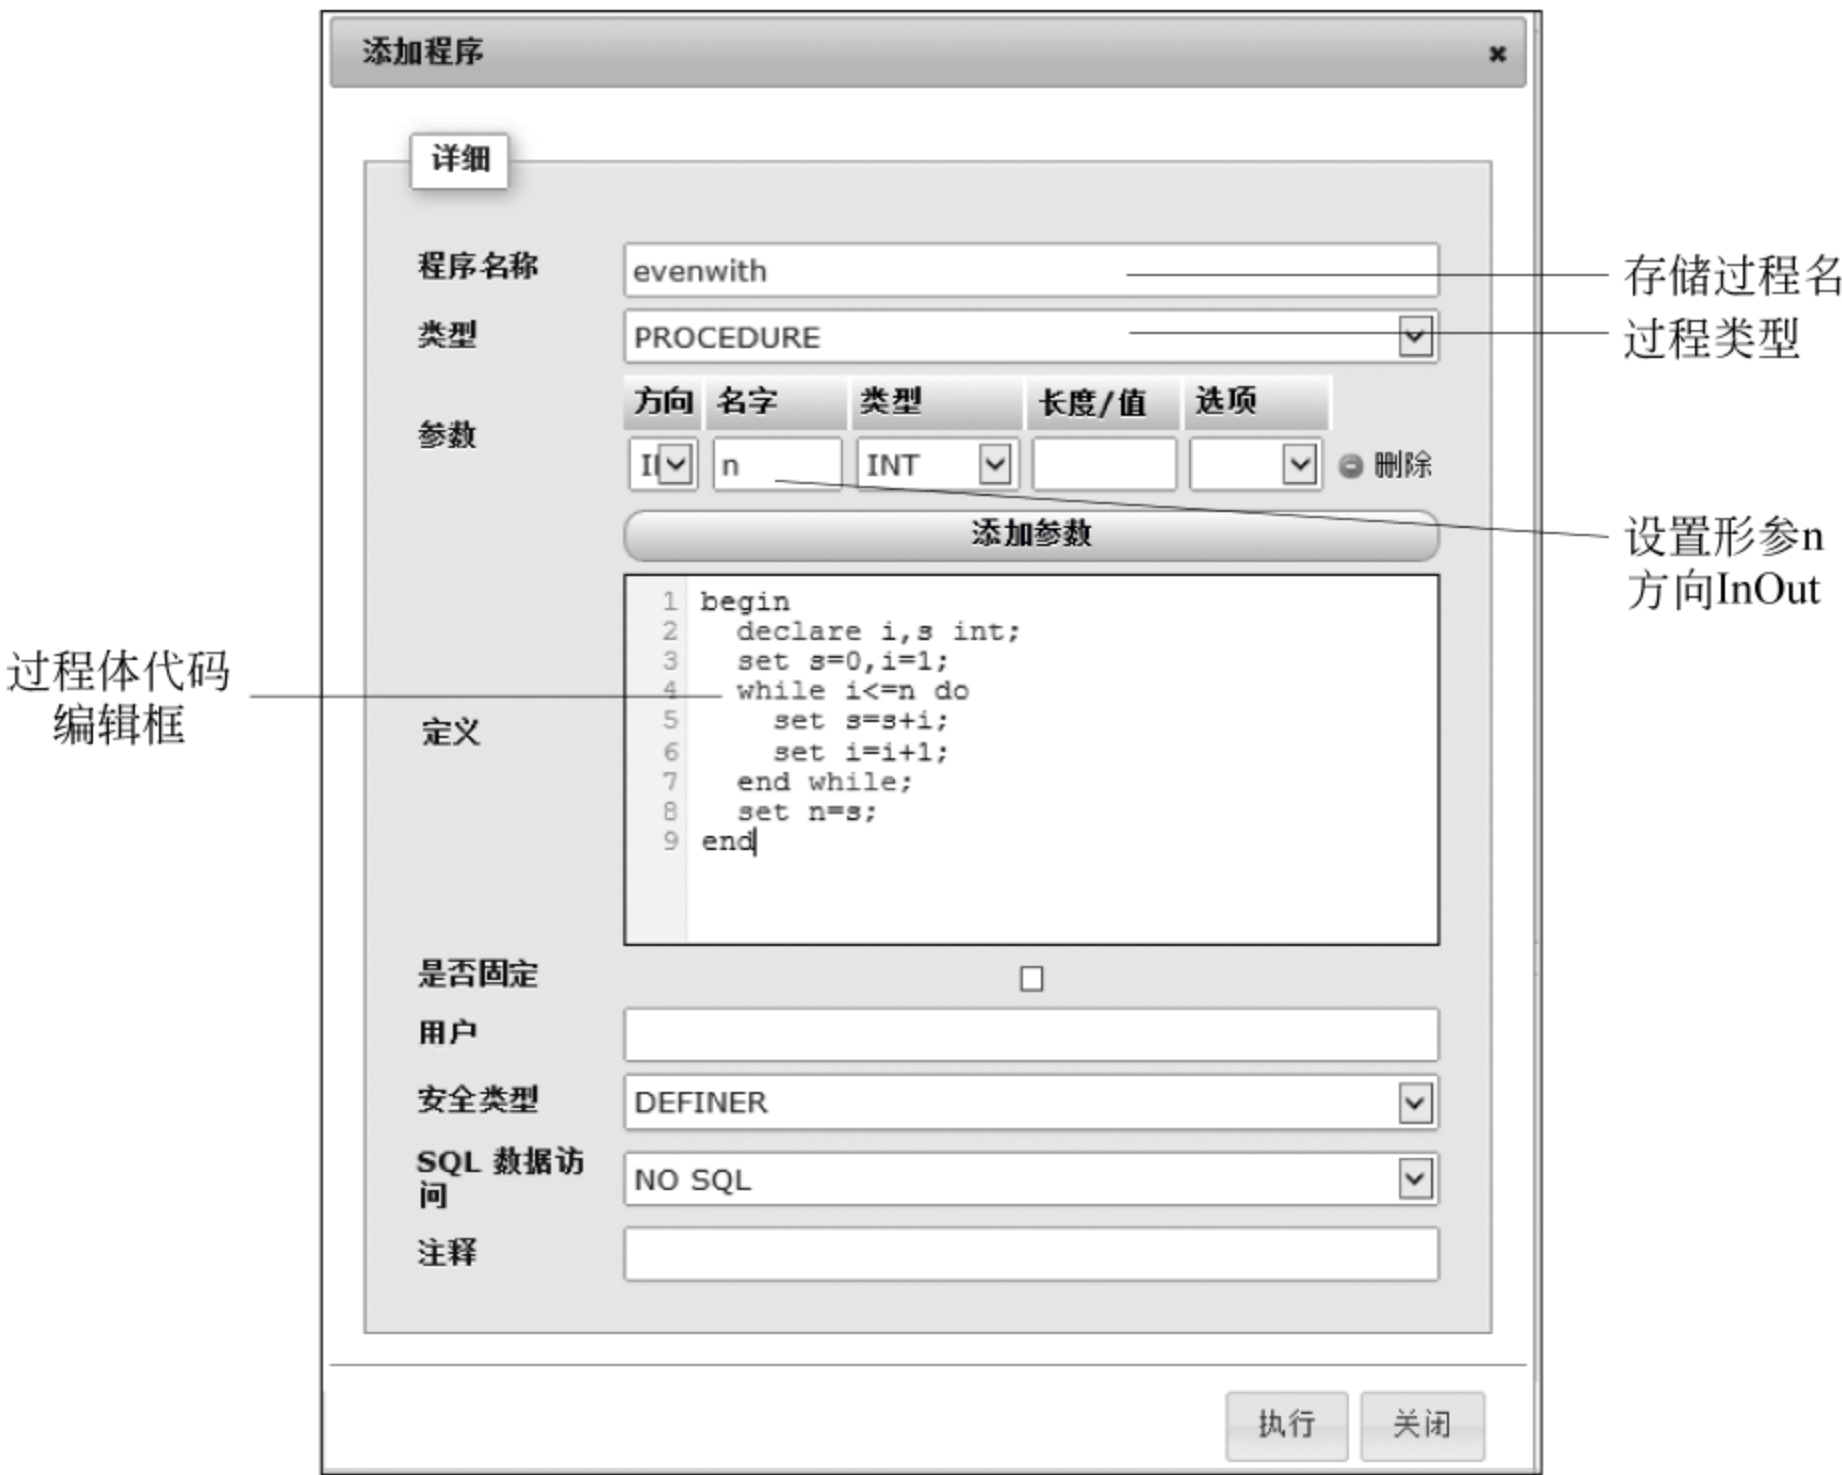 添加程序
详细
程序名称
evenwith
存储过程名
类型
PROCEDURE
过程类型
参数
方向 名字 类型 长度/值 选项
n INT 删除
添加参数
设置形参n
方向InOut
过程体代码
编辑框
定义
1 begin
2 declare i,s int;
3 set s=0,i=1;
4 while i<=n do
5 set s=s+i;
6 set i=i+1;
7 end while;
8 set n=s;
9 end
是否固定
用户
安全类型
DEFINER
SQL 数据访
问
NO SQL
注释
执行 关闭